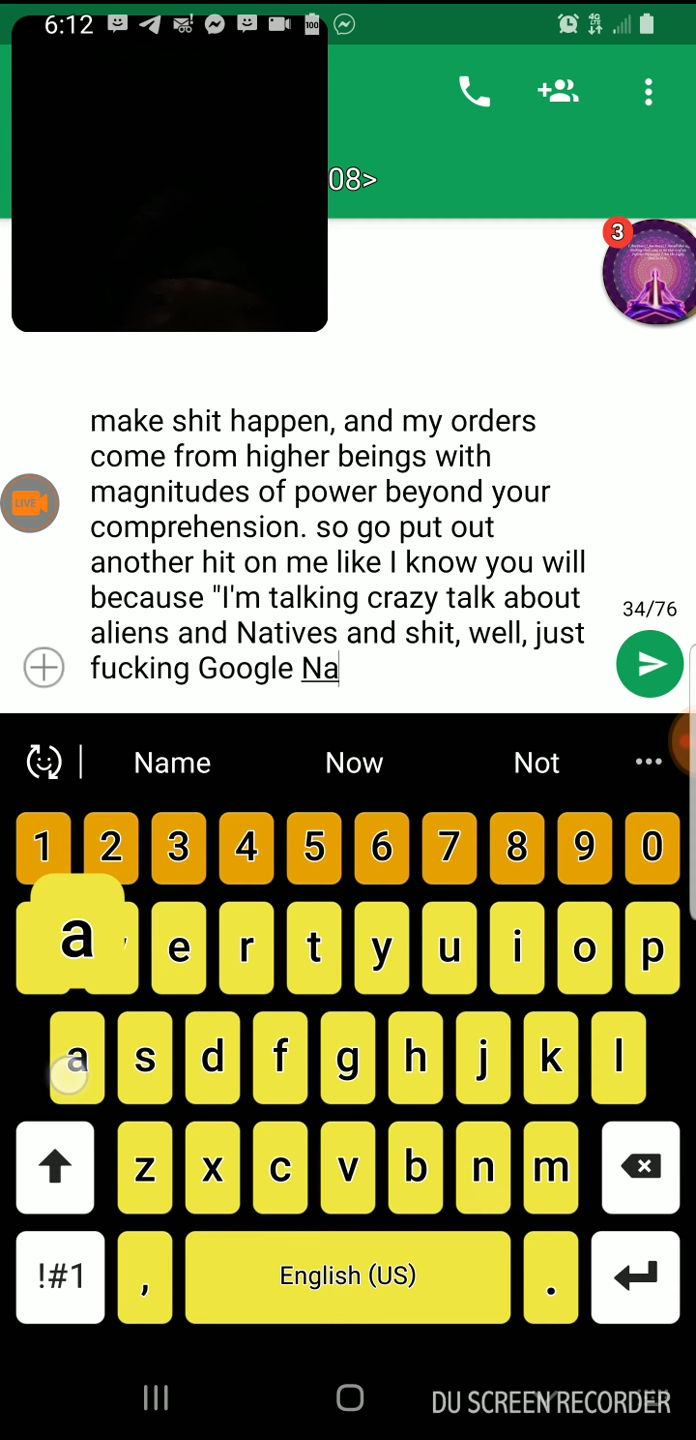 6:12
100
08>
3
make shit happen, and my orders
come from higher beings with
magnitudes of power beyond your
comprehension. so go put out
another hit on me like I know you will
because "I'm talking crazy talk about
aliens and Natives and shit, well, just
fucking Google Na
34/76
LIVE
Name Now Not
1 2 3 4 5 6 7 8 9 0
a e r t y u i o p
a s d f g h j k l
z x c v b n m
!#1 , English (US) .
DU SCREEN RECORDER